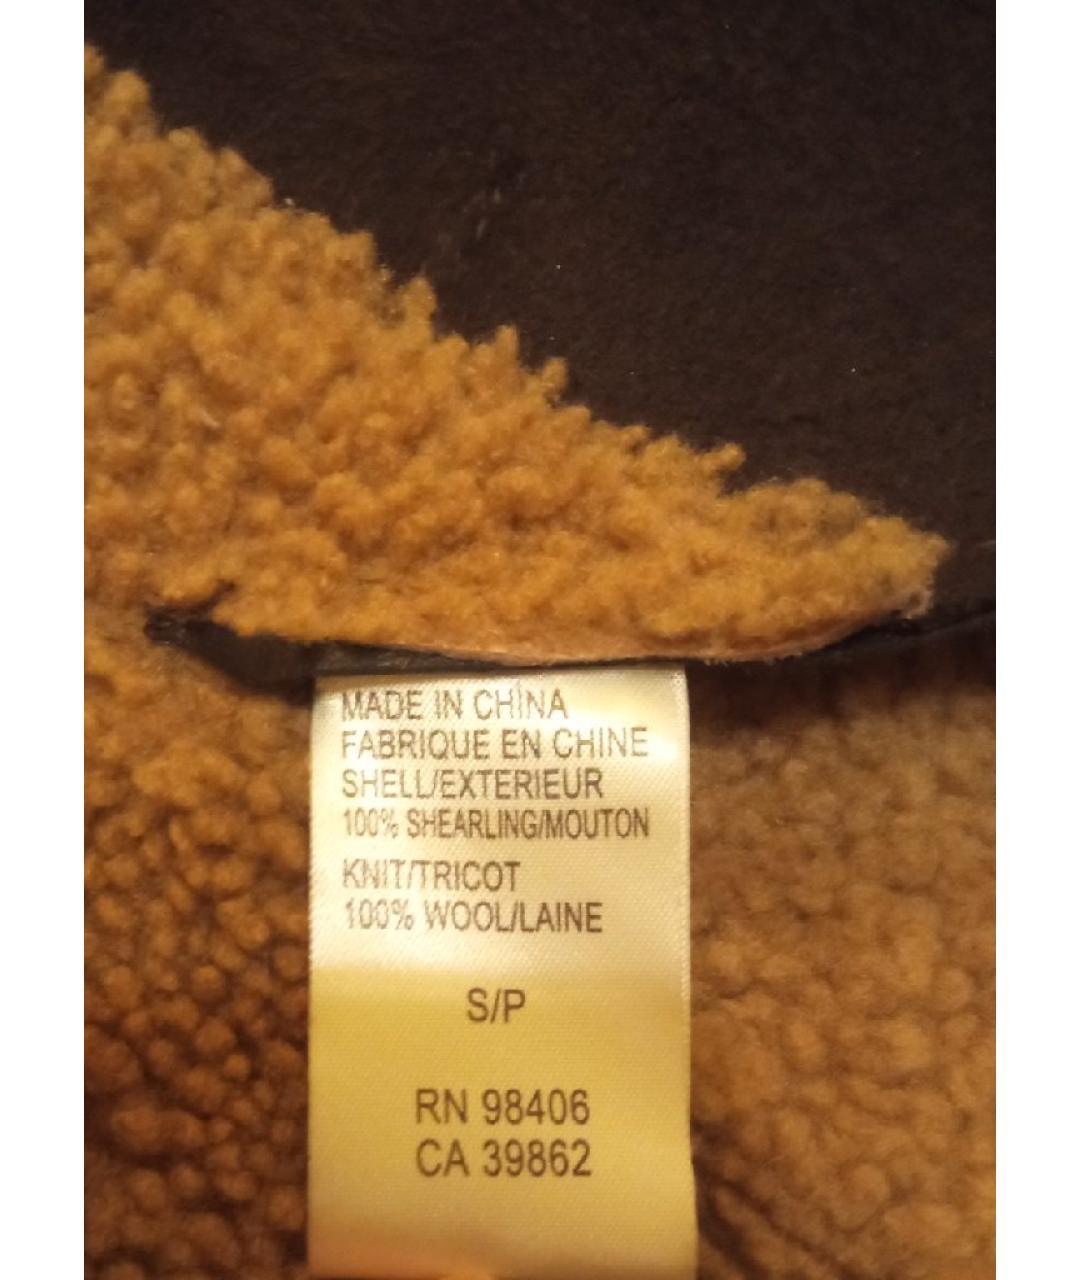 MADE IN CHINA
FABRIQUE EN CHINE
SHELL/EXTERIEUR
100% SHEARLING/MOUTON
KNIT/TRICOT
100% WOOL/LAINE
S/P
RN 98406
CA 39862